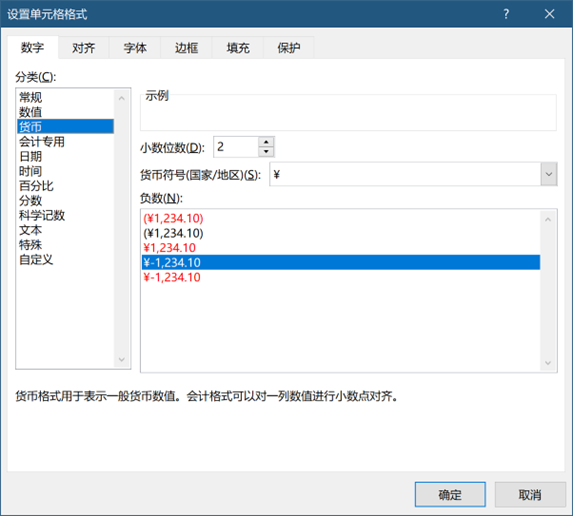 设置单元格格式
数字 对齐 字体 边框 填充 保护
分类(C):
常规
数值
货币
会计专用
日期
时间
百分比
分数
科学记数
文本
特殊
自定义
示例
小数位数(D): 2
货币符号(国家/地区)(S): ¥
负数(N):
(¥1,234.10)
(¥1,234.10)
¥1,234.10
¥-1,234.10
¥-1,234.10
货币格式用于表示一般货币数值。会计格式可以对一列数值进行小数点对齐。
确定 取消